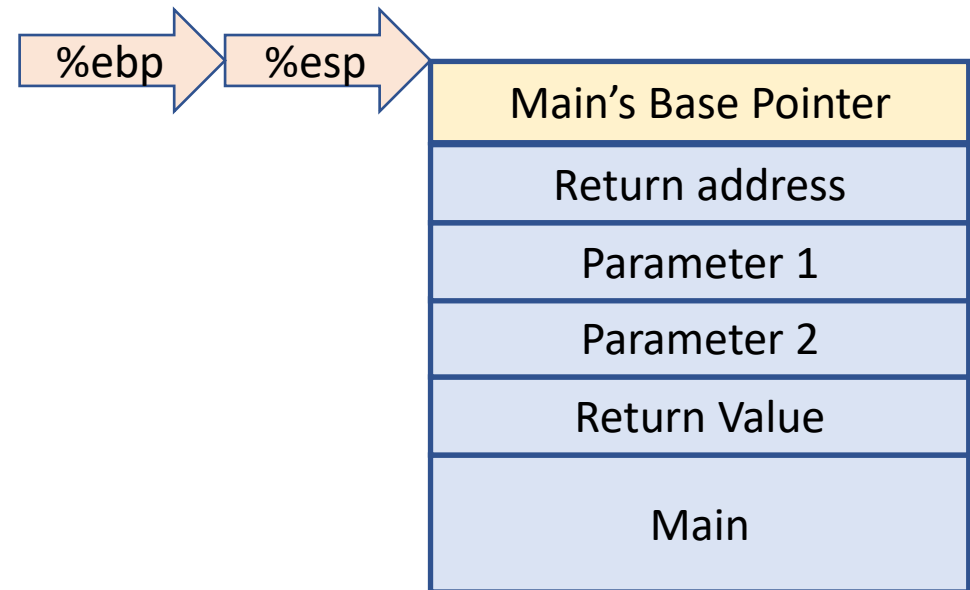 %ebp
%esp
Main’s Base Pointer
Return address
Parameter 1
Parameter 2
Return Value
Main